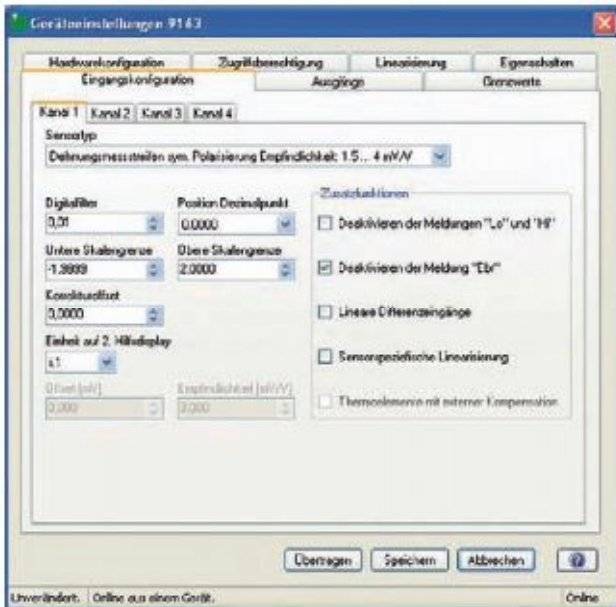 Geräteeinstellungen 9163
Hardwarekonfiguration Zugriffsberechtigung Linearisierung Eigenschaften
Eingangskonfiguration Ausgänge Grenzwerte
Kanal 1 Kanal 2 Kanal 3 Kanal 4
Sensortyp
Dehnungsmessstreifen sym. Polarisierung Empfindlichkeit: 1.5... 4 mV/V
Digitalfilter Position Dezimalpunkt
0,01 0.0000
Untere Skalengrenze Obere Skalengrenze
-1.9999 2.0000
Korrekturoffset
0,0000
Einheit auf 2. Hilfsdisplay
Offset [mV] Empfindlichkeit [mV/V]
0,000 0,000
Zusatzfunktionen
Deaktivieren der Meldungen "Lo" und "HI"
Deaktivieren der Meldung "Ebr"
Lineare Differenzeingänge
Sensorspezifische Linearisierung
Thermoelemente mit externer Kompensation
Übertragen Speichern Abbrechen ?
Unverändert. Online aus einem Gerät. Online